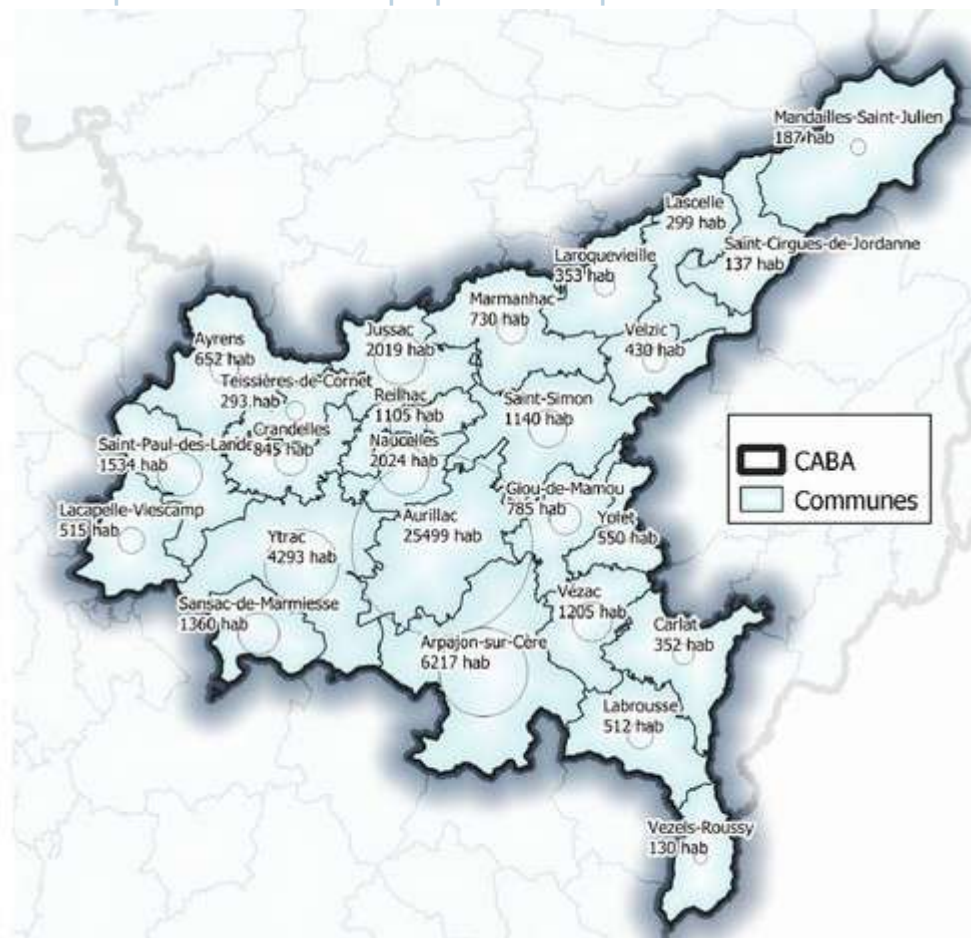 Mandailles-Saint-Julien
187 hab
Lascelle
299 hab
Saint-Cirgues-de-Jordanne
137 hab
Laroquevieille
353 hab
Marmanhac
730 hab
Velzic
430 hab
Jussac
2019 hab
Ayrens
652 hab
Teissières-de-Cornet
293 hab
Reilhac
1105 hab
Saint-Simon
1140 hab
Crandelles
845 hab
Naucelles
2024 hab
Saint-Paul-des-Lande
1534 hab
CABA
Communes
Giou-de-Mamou
785 hab
Lacapelle-Viescamp
515 hab
Aurillac
25499 hab
Yolet
550 hab
Ytrac
4293 hab
Vézac
1205 hab
Sansac-de-Marmiesse
1360 hab
Carlat
352 hab
Arpajon-sur-Cère
6217 hab
Labrousse
512 hab
Vezels-Roussy
130 hab